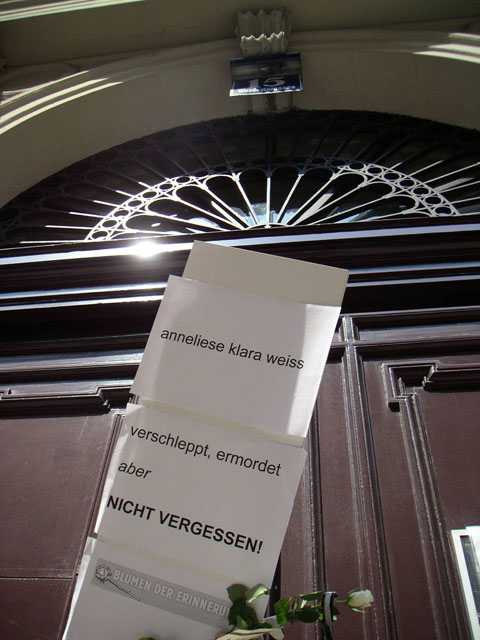 15
anneliese klara weiss
verschleppt, ermordet
aber
NICHT VERGESSEN!
BLUMEN DER ERINNERU